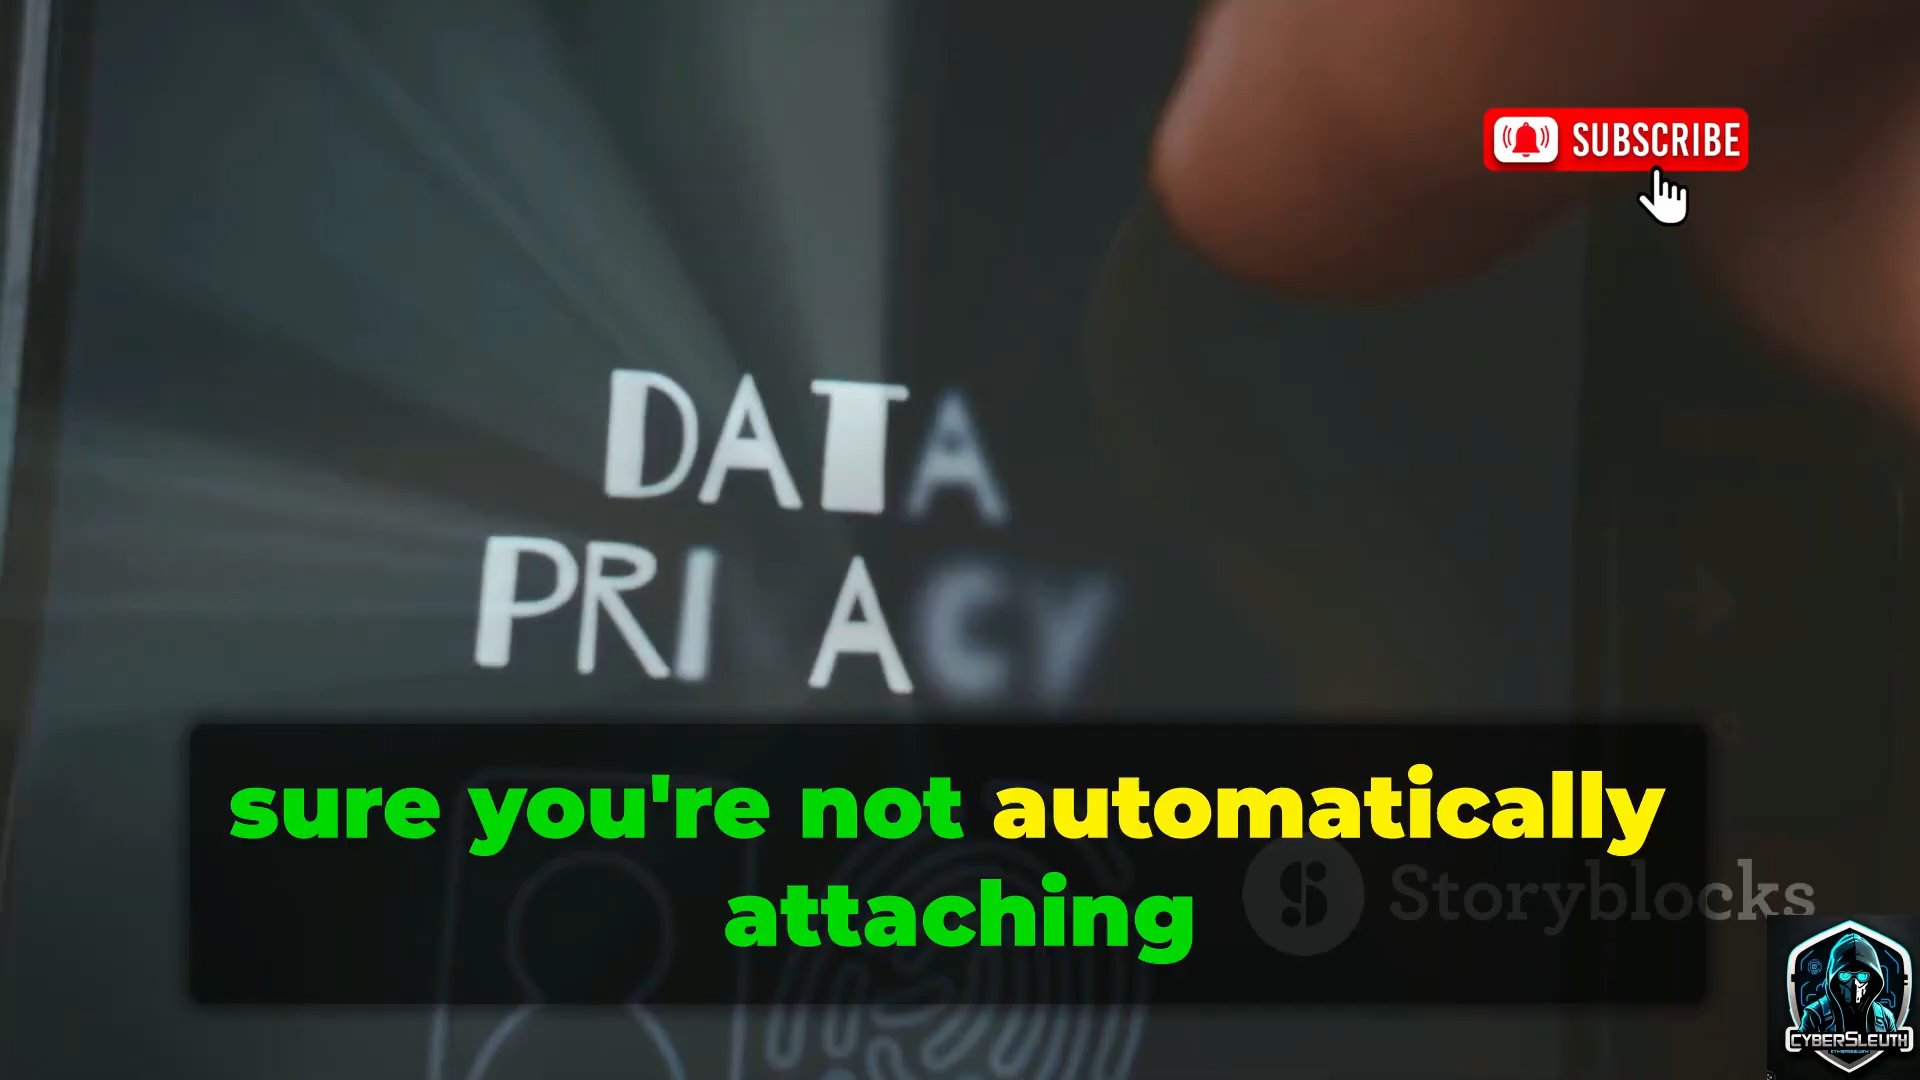 SUBSCRIBE
DATA
PRI ACY
sure you're not automatically
attaching
Storyblocks
CYBERSLEUTH